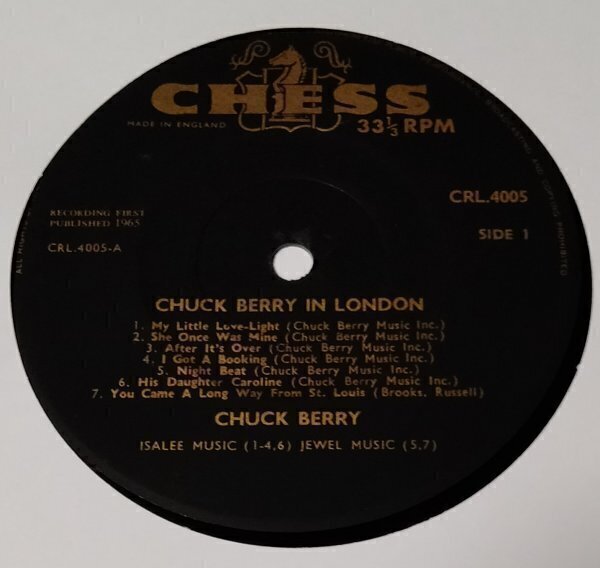 CHESS
MADE IN ENGLAND
33⅓ RPM
RECORDING FIRST
PUBLISHED 1965
CRL.4005-A
CRL.4005
SIDE 1
CHUCK BERRY IN LONDON
1. My Little Love-Light (Chuck Berry Music Inc.)
2. She Once Was Mine (Chuck Berry Music Inc.)
3. After It's Over (Chuck Berry Music Inc.)
4. I Got A Booking (Chuck Berry Music Inc.)
5. Night Beat (Chuck Berry Music Inc.)
6. His Daughter Caroline (Chuck Berry Music Inc.)
7. You Came A Long Way From St. Louis (Brooks, Russell)
CHUCK BERRY
ISALEE MUSIC (1-4,6) JEWEL MUSIC (5,7)
BROADCASTING AND COPYING PROHIBITED